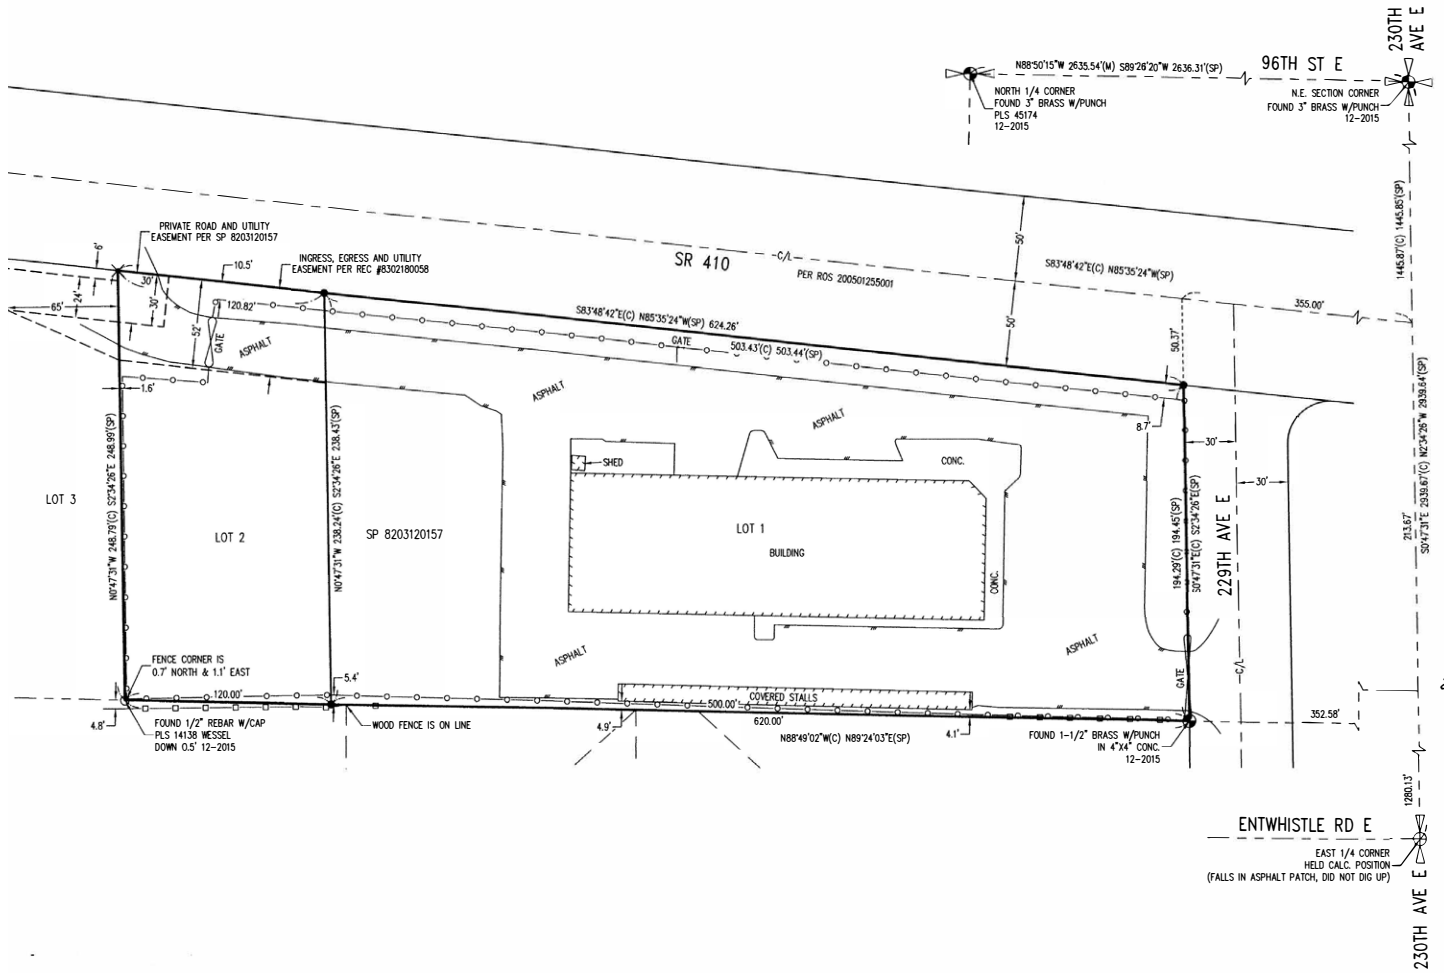 230TH
AVE E
96TH ST E
N88°50'15"W 2635.54'(M) S89°26'20"W 2636.31'(SP)
NORTH 1/4 CORNER
FOUND 3" BRASS W/PUNCH
PLS 45174
12-2015
N.E. SECTION CORNER
FOUND 3" BRASS W/PUNCH
12-2015
1445.87'(C) 1445.85'(SP)
PRIVATE ROAD AND UTILITY
EASEMENT PER SP 8203120157
INGRESS, EGRESS AND UTILITY
EASEMENT PER REC #8302180058
6'
10.5'
30'
24'
30'
65'
52'
120.82'
GATE
ASPHALT
1.6'
C/L
SR 410
PER ROS 200501255001
50'
50'
S83°48'42"E(C) N85°35'24"W(SP)
355.00'
S83°48'42"E(C) N85°35'24"W(SP) 624.26'
GATE
503.43'(C) 503.44'(SP)
50.37'
8.7'
30'
30'
229TH AVE E
C/L
ASPHALT
ASPHALT
SHED
CONC.
CONC.
LOT 3
LOT 2
SP 8203120157
LOT 1
BUILDING
N0°47'31"W 248.79'(C) S2°34'26"E 248.99'(SP)
N0°47'31"W 238.24'(C) S2°34'26"E 238.43'(SP)
194.29'(C) 194.45'(SP)
S0°47'31"E(C) S2°34'26"E(SP)
213.67'
S0°47'31"E 2939.67'(C) N2°34'26"W 2939.64'(SP)
FENCE CORNER IS
0.7' NORTH & 1.1' EAST
ASPHALT
ASPHALT
GATE
5.4'
120.00'
COVERED STALLS
500.00'
620.00'
4.8'
4.9'
4.1'
WOOD FENCE IS ON LINE
FOUND 1/2" REBAR W/CAP
PLS 14138 WESSEL
DOWN 0.5' 12-2015
N88°49'02"W(C) N89°24'03"E(SP)
FOUND 1-1/2" BRASS W/PUNCH
IN 4"X4" CONC.
12-2015
352.58'
1280.13'
ENTWHISTLE RD E
EAST 1/4 CORNER
HELD CALC. POSITION
(FALLS IN ASPHALT PATCH, DID NOT DIG UP)
230TH AVE E